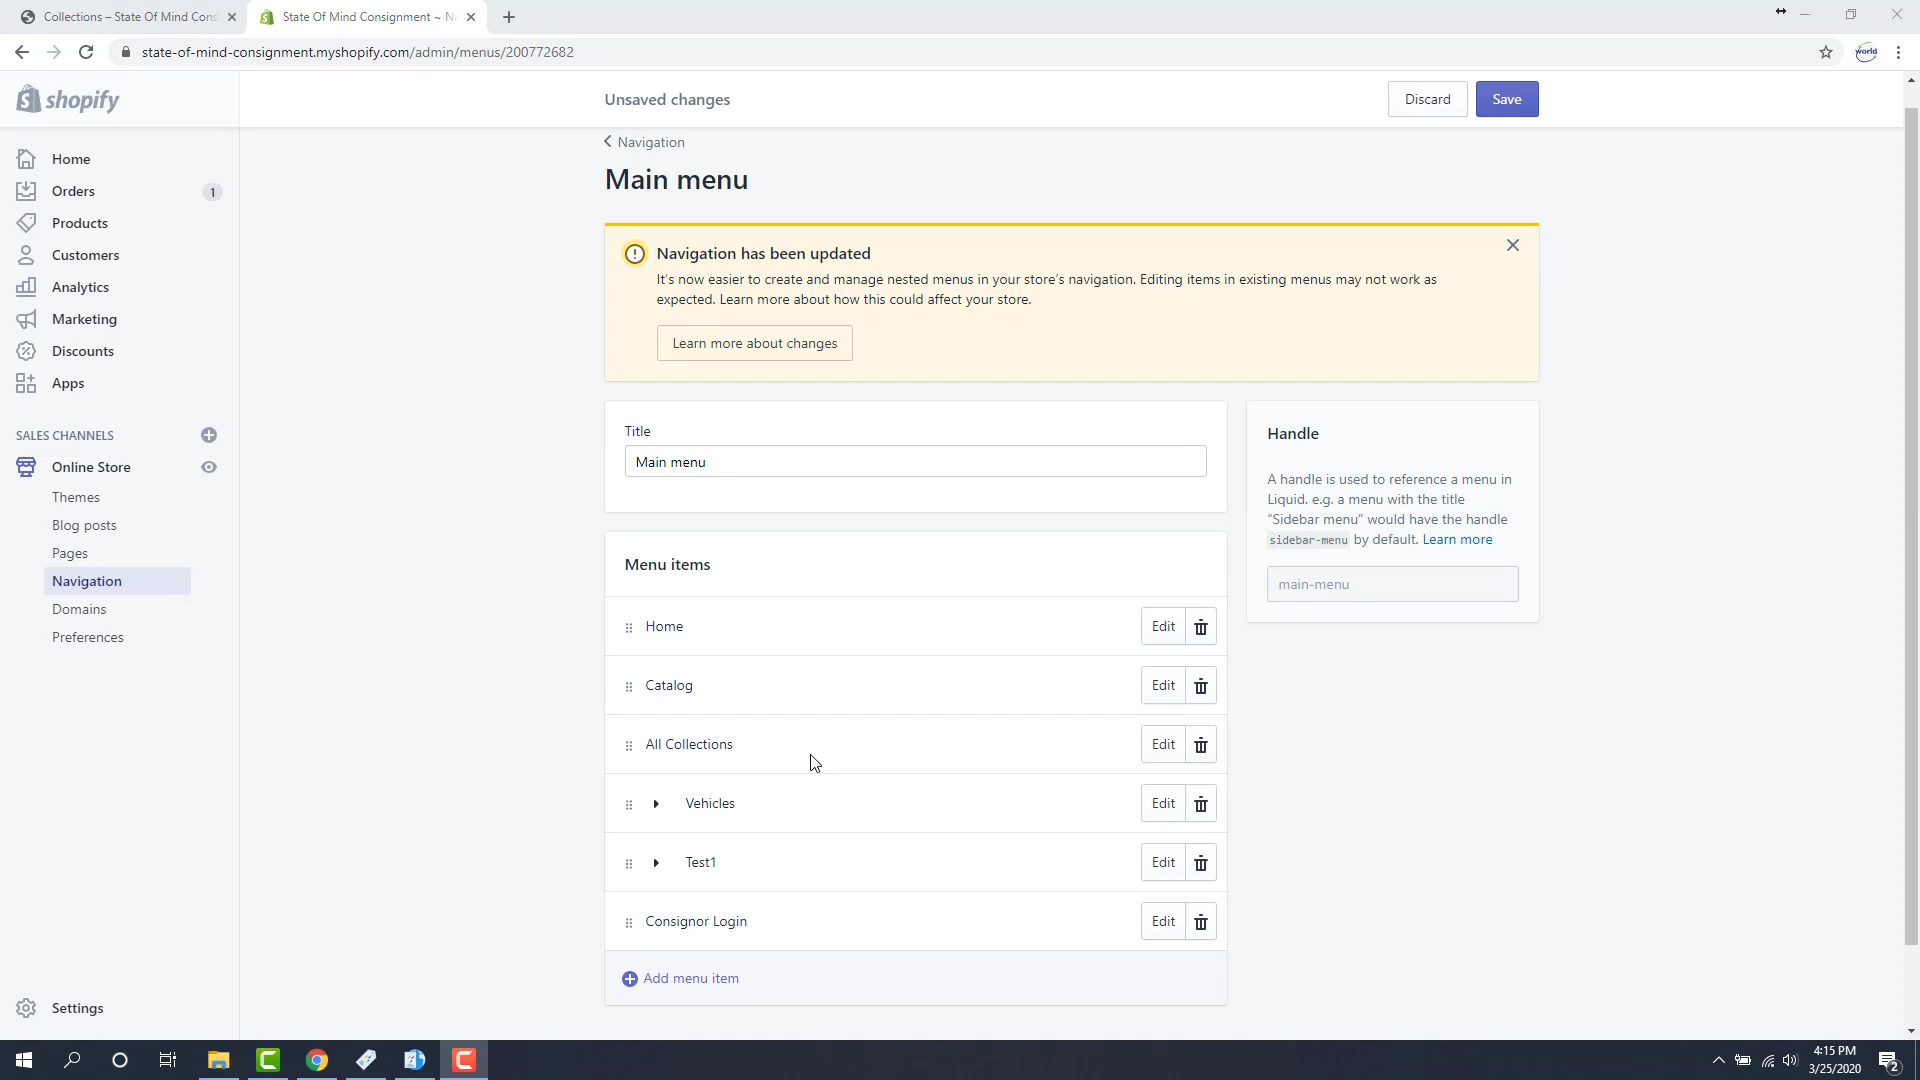 Collections – State Of Mind Cons
State Of Mind Consignment ~ Na
state-of-mind-consignment.myshopify.com/admin/menus/200772682
world
shopify
Unsaved changes
Discard
Save
Home
Orders
1
Products
Customers
Analytics
Marketing
Discounts
Apps
SALES CHANNELS
Online Store
Themes
Blog posts
Pages
Navigation
Domains
Preferences
Settings
Navigation
Main menu
Navigation has been updated
It's now easier to create and manage nested menus in your store's navigation. Editing items in existing menus may not work as
expected. Learn more about how this could affect your store.
Learn more about changes
Title
Main menu
Menu items
Home
Edit
Catalog
Edit
All Collections
Edit
Vehicles
Edit
Test1
Edit
Consignor Login
Edit
Add menu item
Handle
A handle is used to reference a menu in
Liquid. e.g. a menu with the title
“Sidebar menu” would have the handle
sidebar-menu by default. Learn more
main-menu
4:15 PM
3/25/2020
2